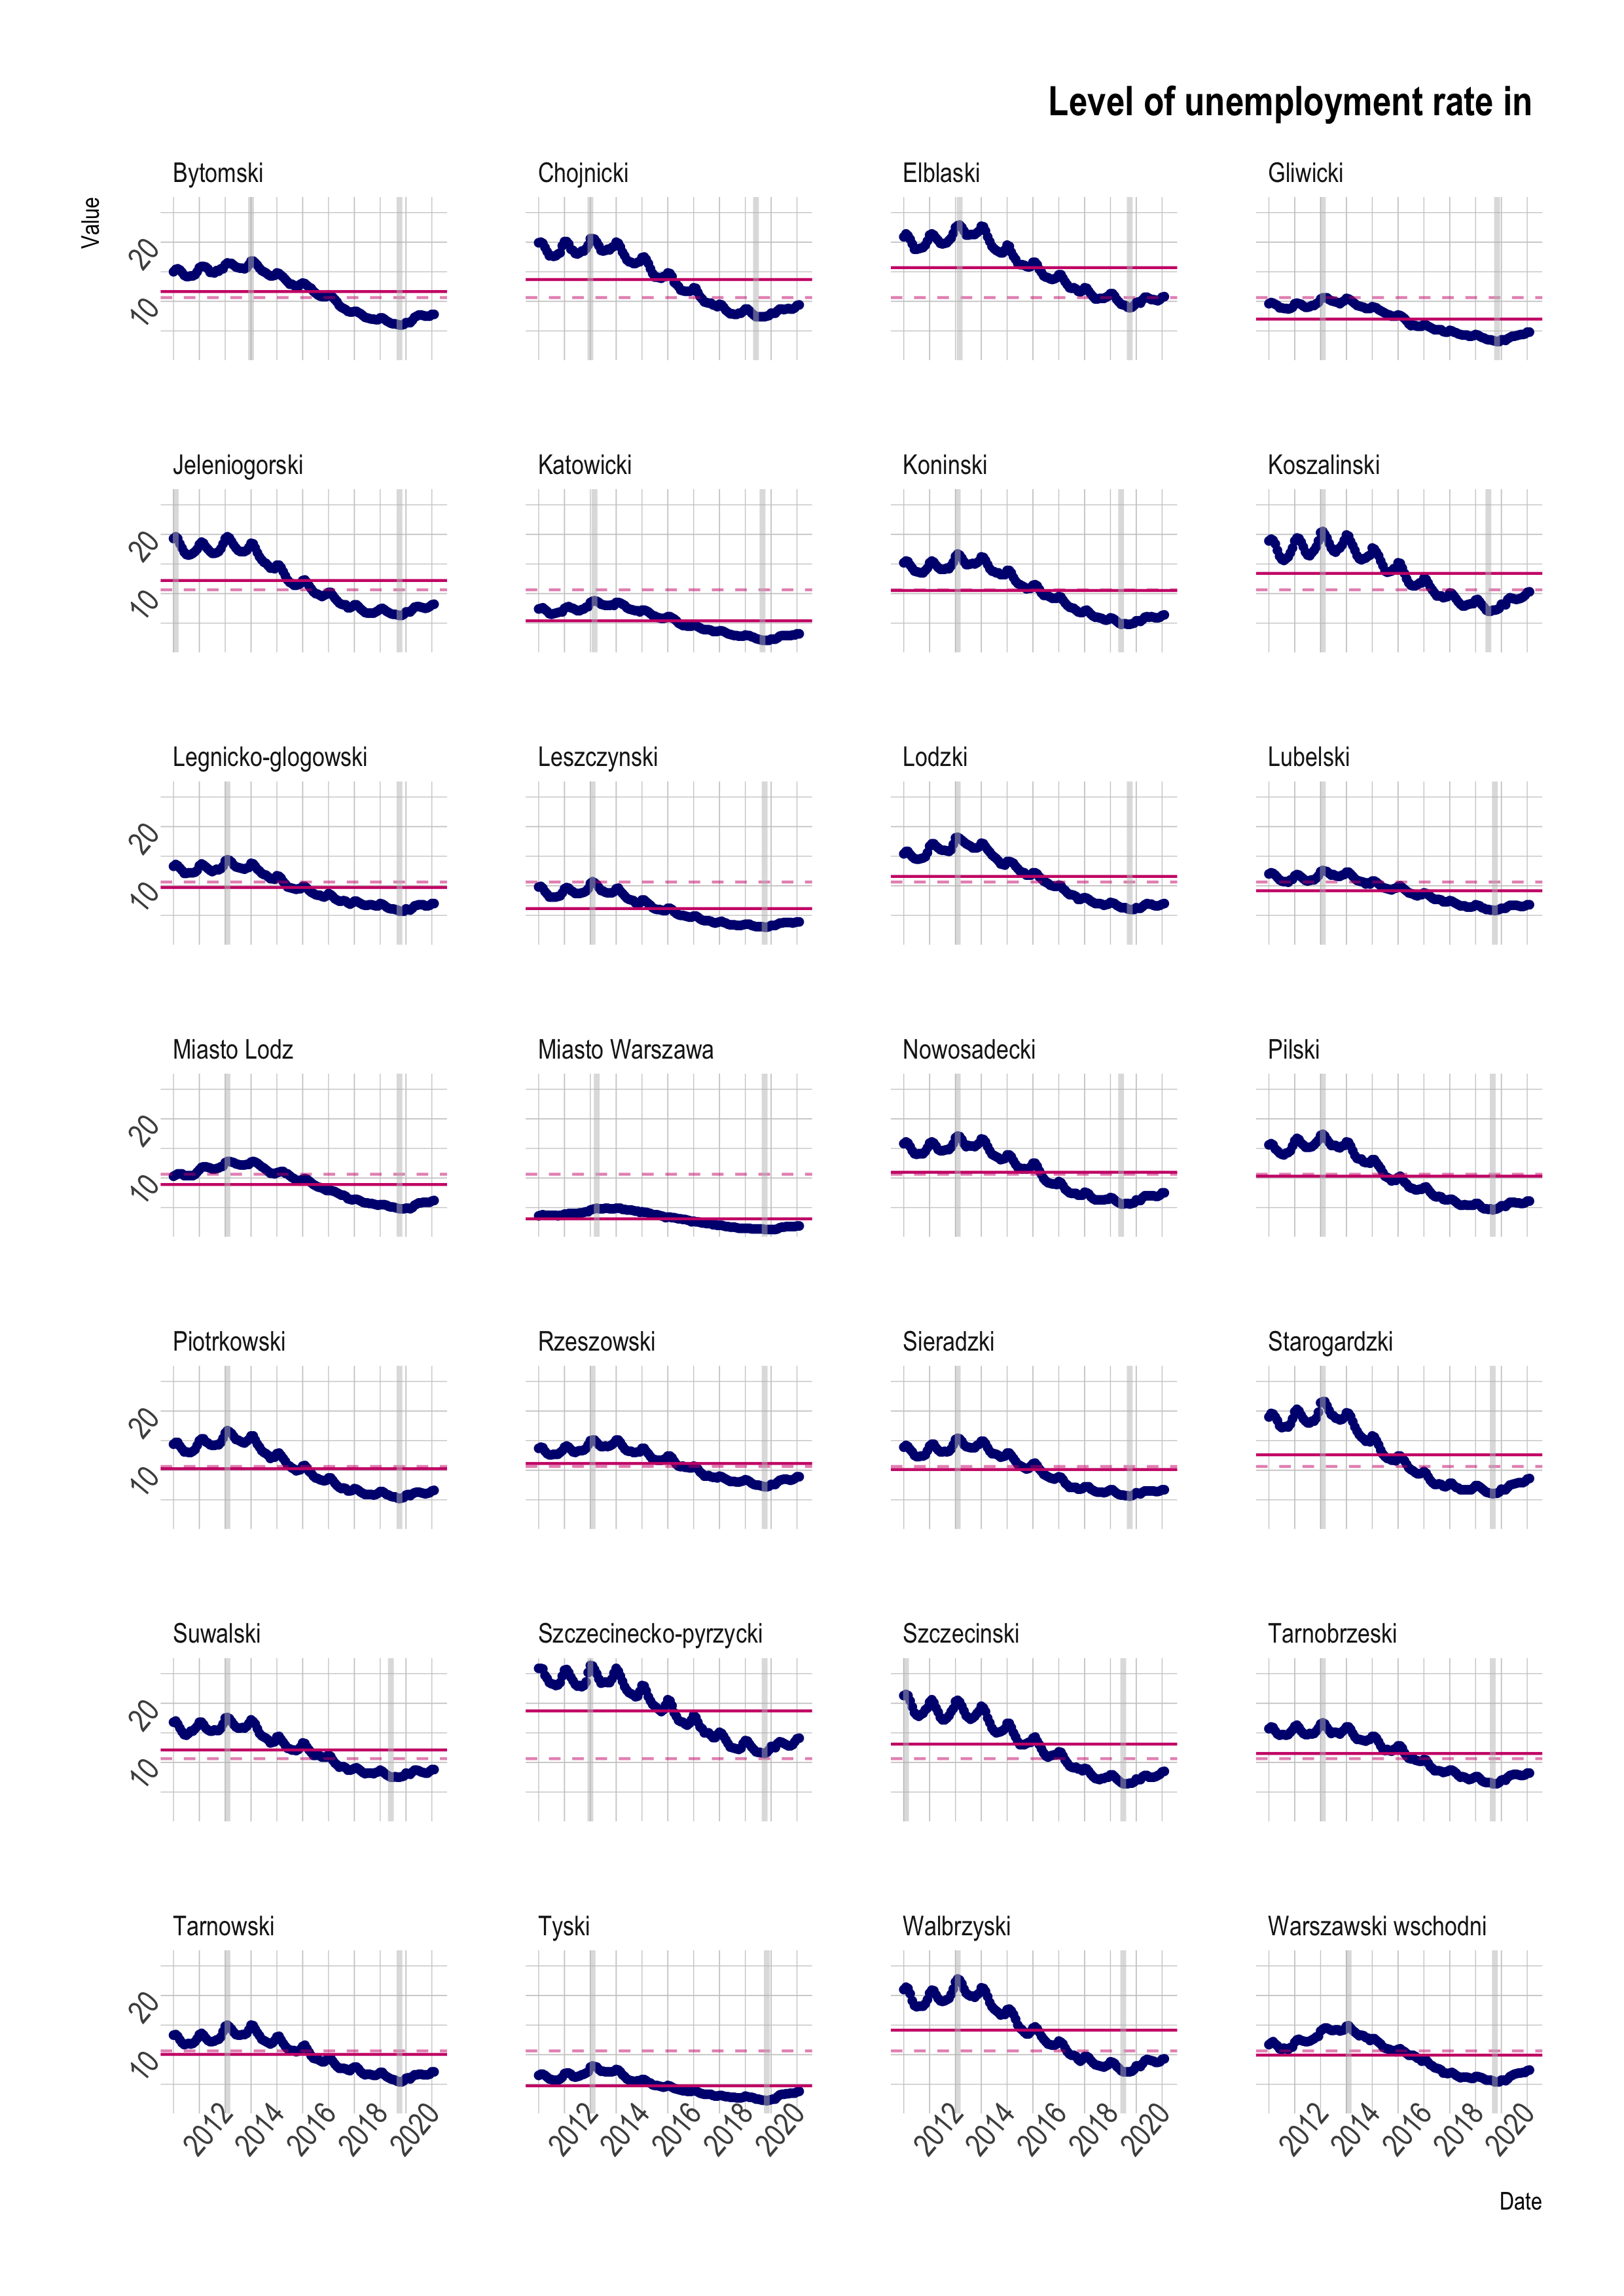 Level of unemployment rate in
Value
Bytomski Chojnicki Elblaski Gliwicki
20
10
Jeleniogorski Katowicki Koninski Koszalinski
20
10
Legnicko-glogowski Leszczynski Lodzki Lubelski
20
10
Miasto Lodz Miasto Warszawa Nowosadecki Pilski
20
10
Piotrkowski Rzeszowski Sieradzki Starogardzki
20
10
Suwalski Szczecinecko-pyrzycki Szczecinski Tarnobrzeski
20
10
Tarnowski Tyski Walbrzyski Warszawski wschodni
20
10
2012 2014 2016 2018 2020 2012 2014 2016 2018 2020 2012 2014 2016 2018 2020 2012 2014 2016 2018 2020
Date